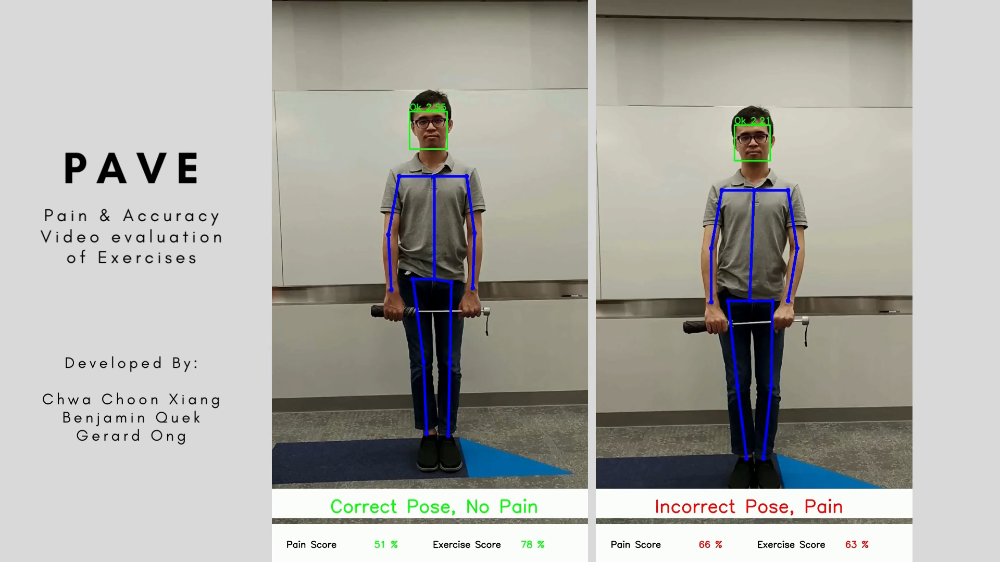 PAVE
Pain & Accuracy
Video evaluation
of Exercises
Developed By:
Chwa Choon Xiang
Benjamin Quek
Gerard Ong
Ok 2.55
Correct Pose, No Pain
Pain Score 51 % Exercise Score 78 %
Ok 2.21
Incorrect Pose, Pain
Pain Score 66 % Exercise Score 63 %